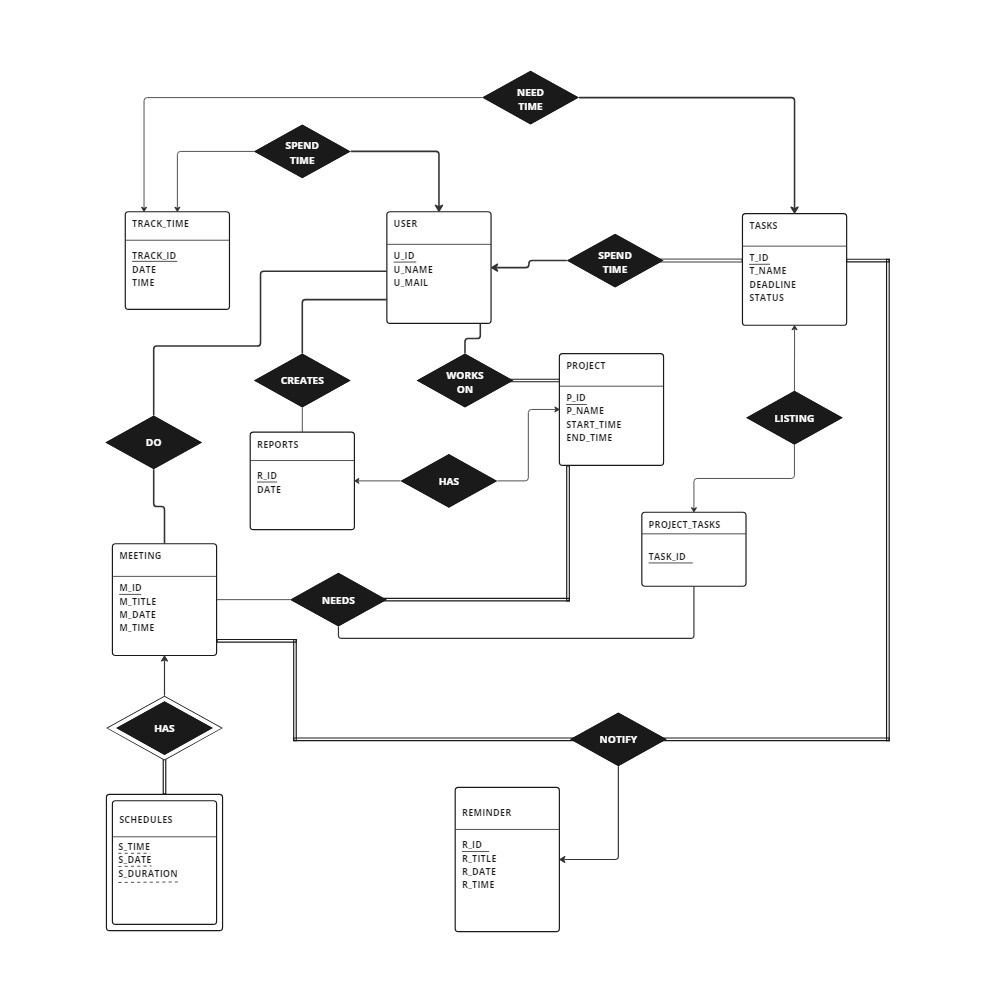 NEED
TIME
SPEND
TIME
TRACK_TIME
TRACK_ID
DATE
TIME
USER
U_ID
U_NAME
U_MAIL
SPEND
TIME
TASKS
T_ID
T_NAME
DEADLINE
STATUS
CREATES
WORKS
ON
PROJECT
P_ID
P_NAME
START_TIME
END_TIME
LISTING
DO
REPORTS
R_ID
DATE
HAS
PROJECT_TASKS
TASK_ID
MEETING
M_ID
M_TITLE
M_DATE
M_TIME
NEEDS
HAS
NOTIFY
SCHEDULES
S_TIME
S_DATE
S_DURATION
REMINDER
R_ID
R_TITLE
R_DATE
R_TIME